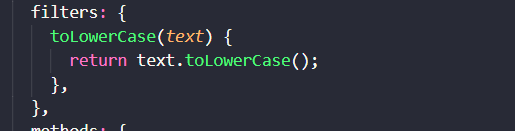 filters: {
toLowerCase(text) {
return text.toLowerCase();
},
},
methods: {